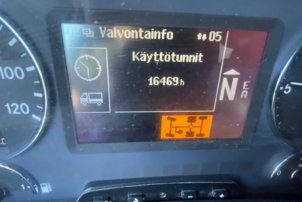 Valvontainfo 05
Käyttötunnit
16469h
N
E
A
100
120